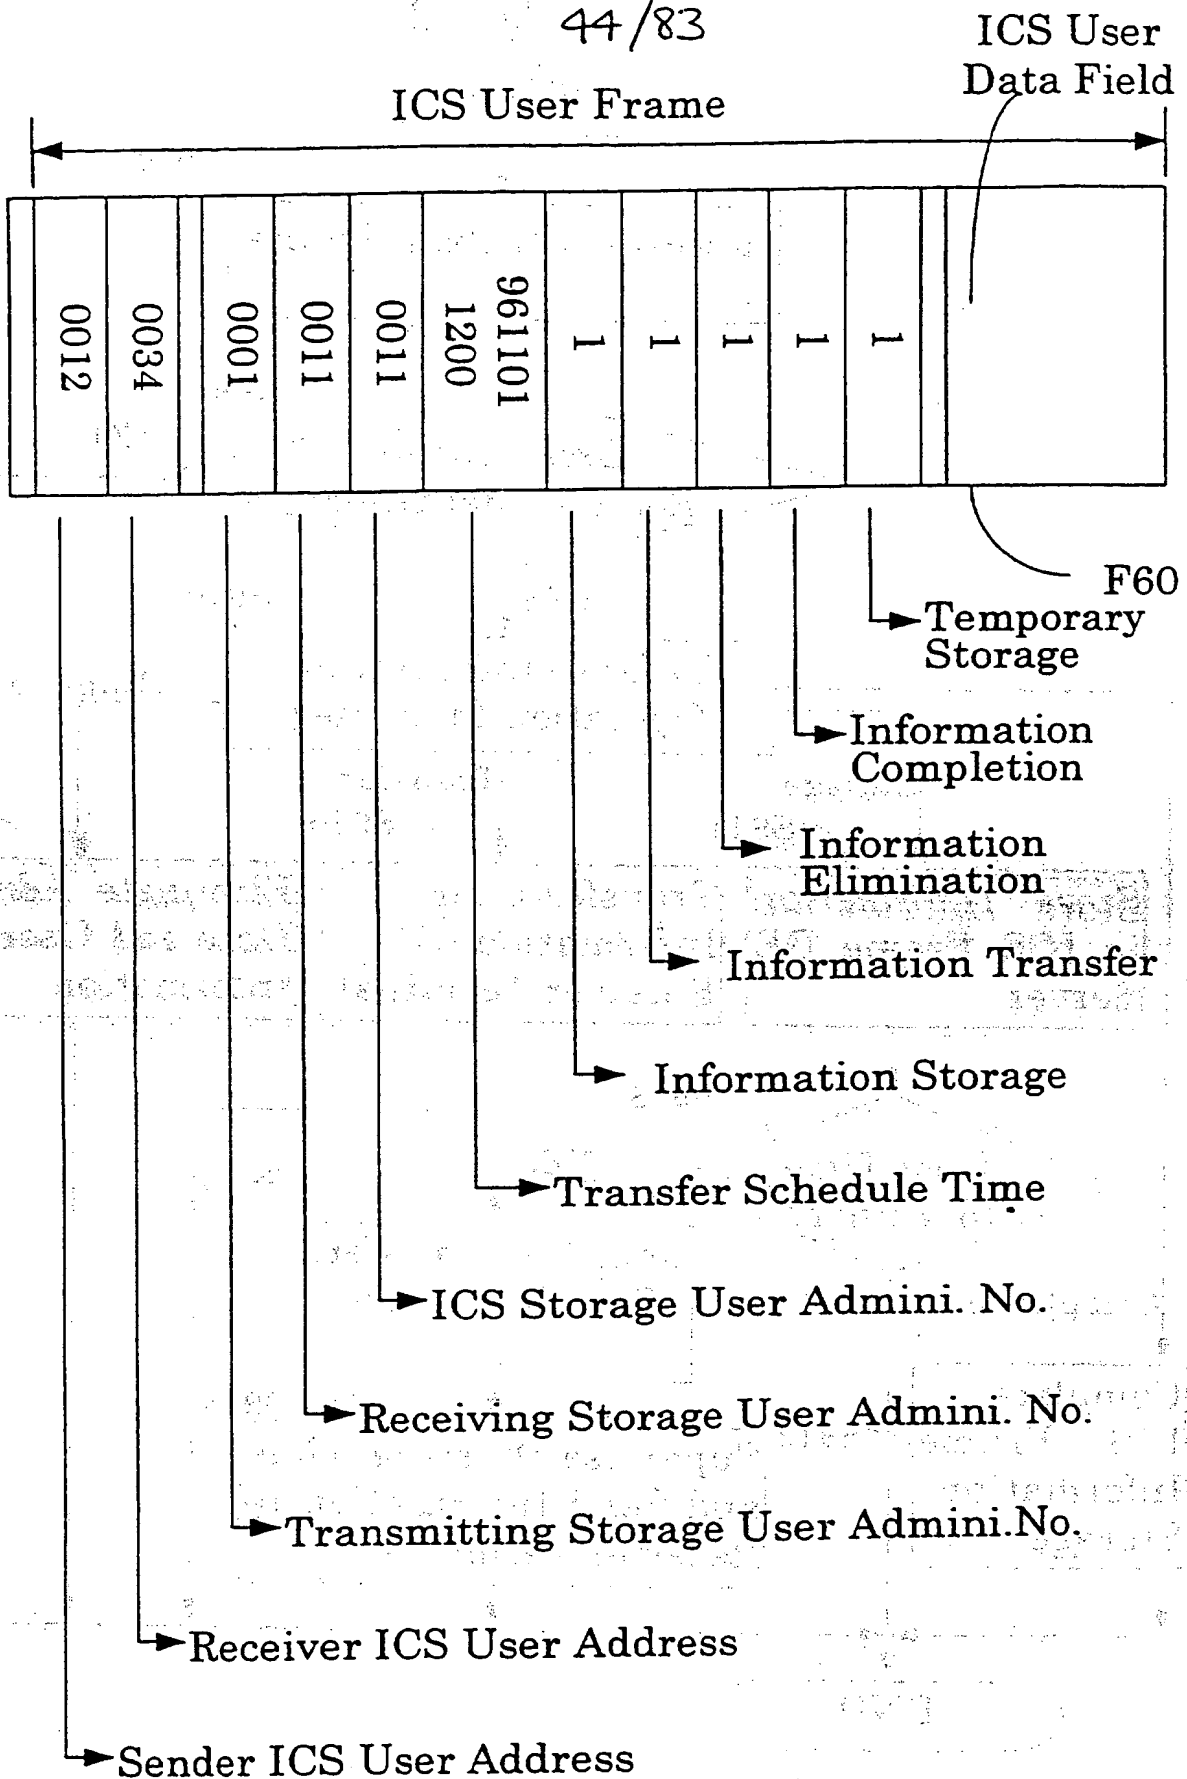 44/83
ICS User
Data Field
ICS User Frame
0012
0034
0001
0011
0011
961101
1200
1
1
1
1
1
F60
Temporary
Storage
Information
Completion
Information
Elimination
Information Transfer
Information Storage
Transfer Schedule Time
ICS Storage User Admini. No.
Receiving Storage User Admini. No.
Transmitting Storage User Admini.No.
Receiver ICS User Address
Sender ICS User Address